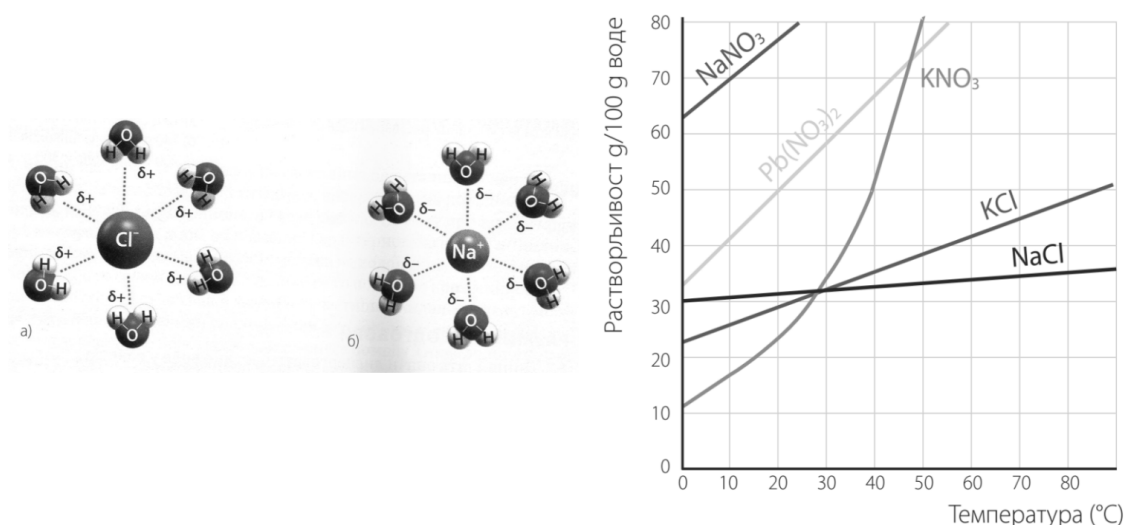 O
H H
δ+
O H
H
δ+
O
H
H
δ+
Cl⁻
H
O H
δ+
O
H
H
δ+
H H
O
δ+
а)
H H
O
δ−
H
H
O
δ−
H
O H
δ−
Na⁺
O
H
H
δ−
H
O
H
δ−
O
H H
δ−
б)
Растворљивост g/100 g воде
80
70
60
50
40
30
20
10
0
NaNO₃
Pb(NO₃)₂
KNO₃
KCl
NaCl
0 10 20 30 40 50 60 70 80
Температура (°C)